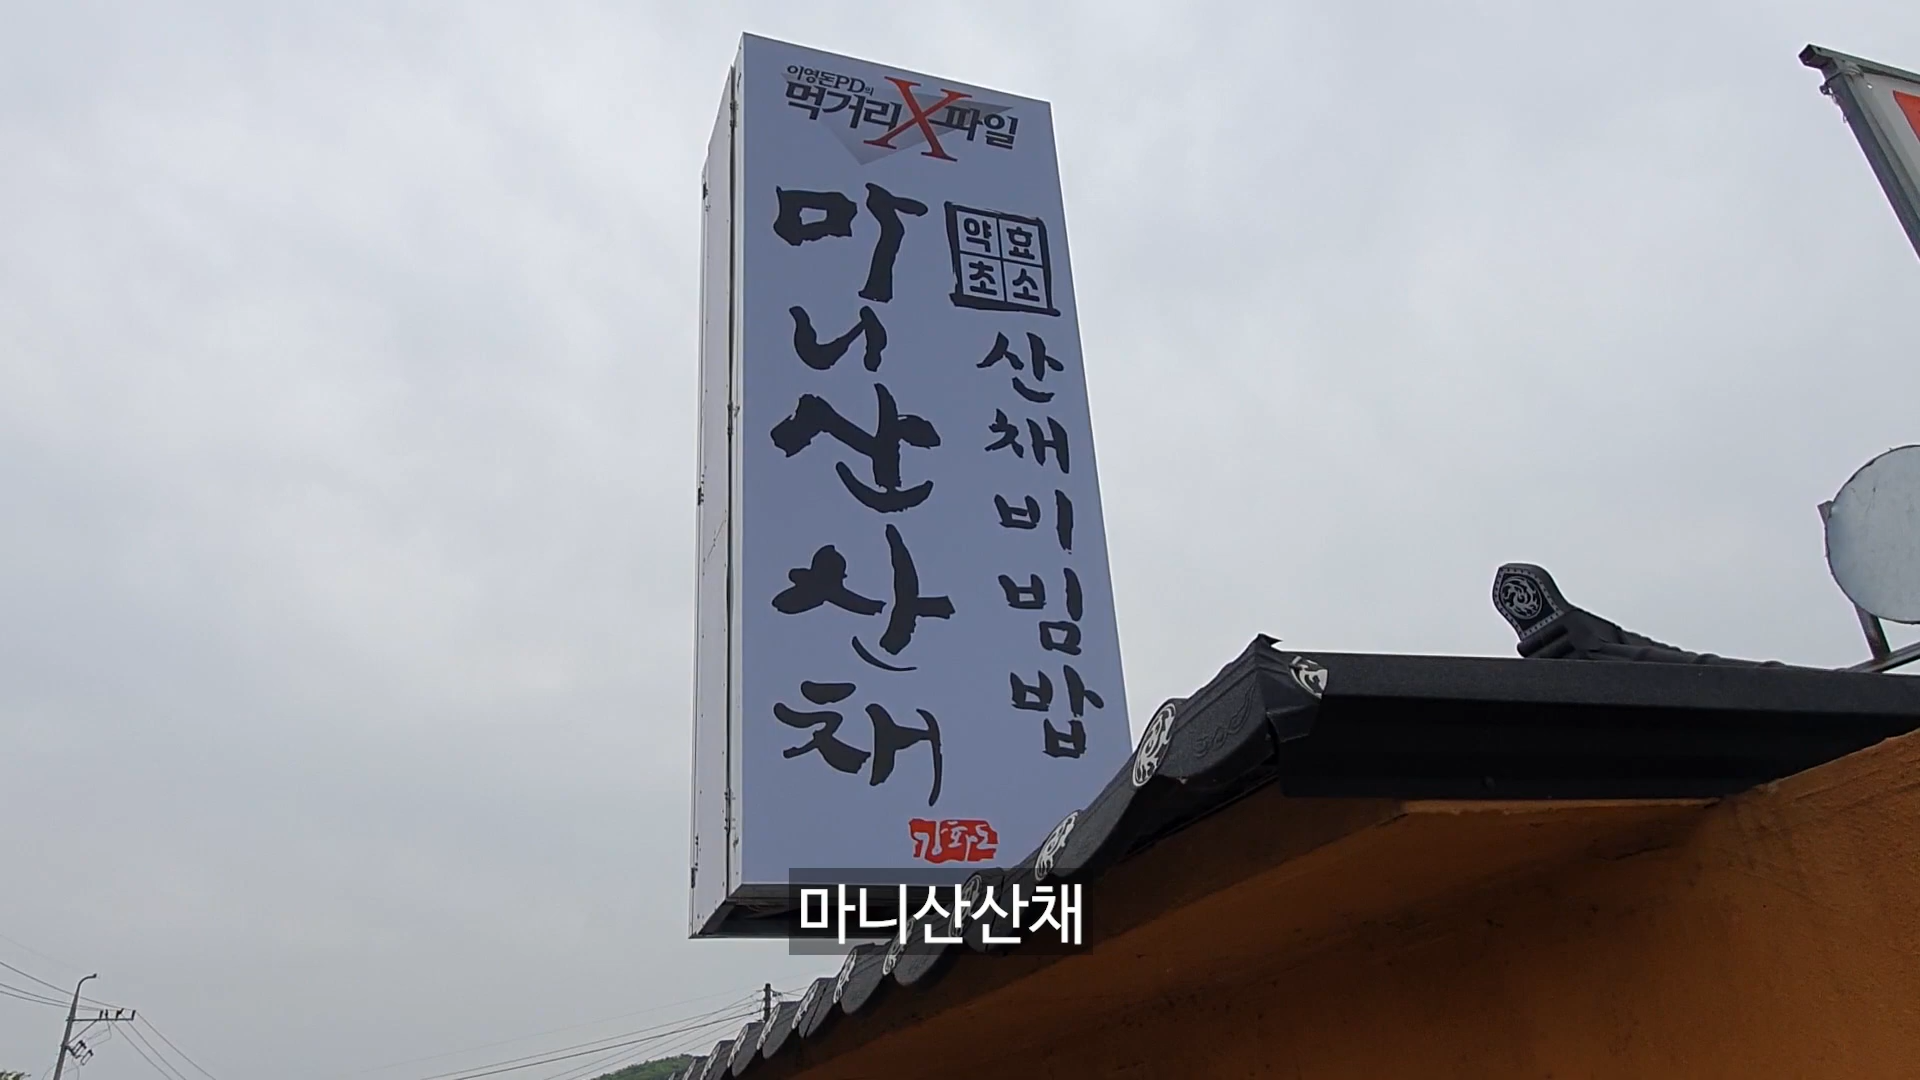 이영돈PD의
먹거리X파일
마니산산채
약효
초소
산채비빔밥
강화도
마니산산채